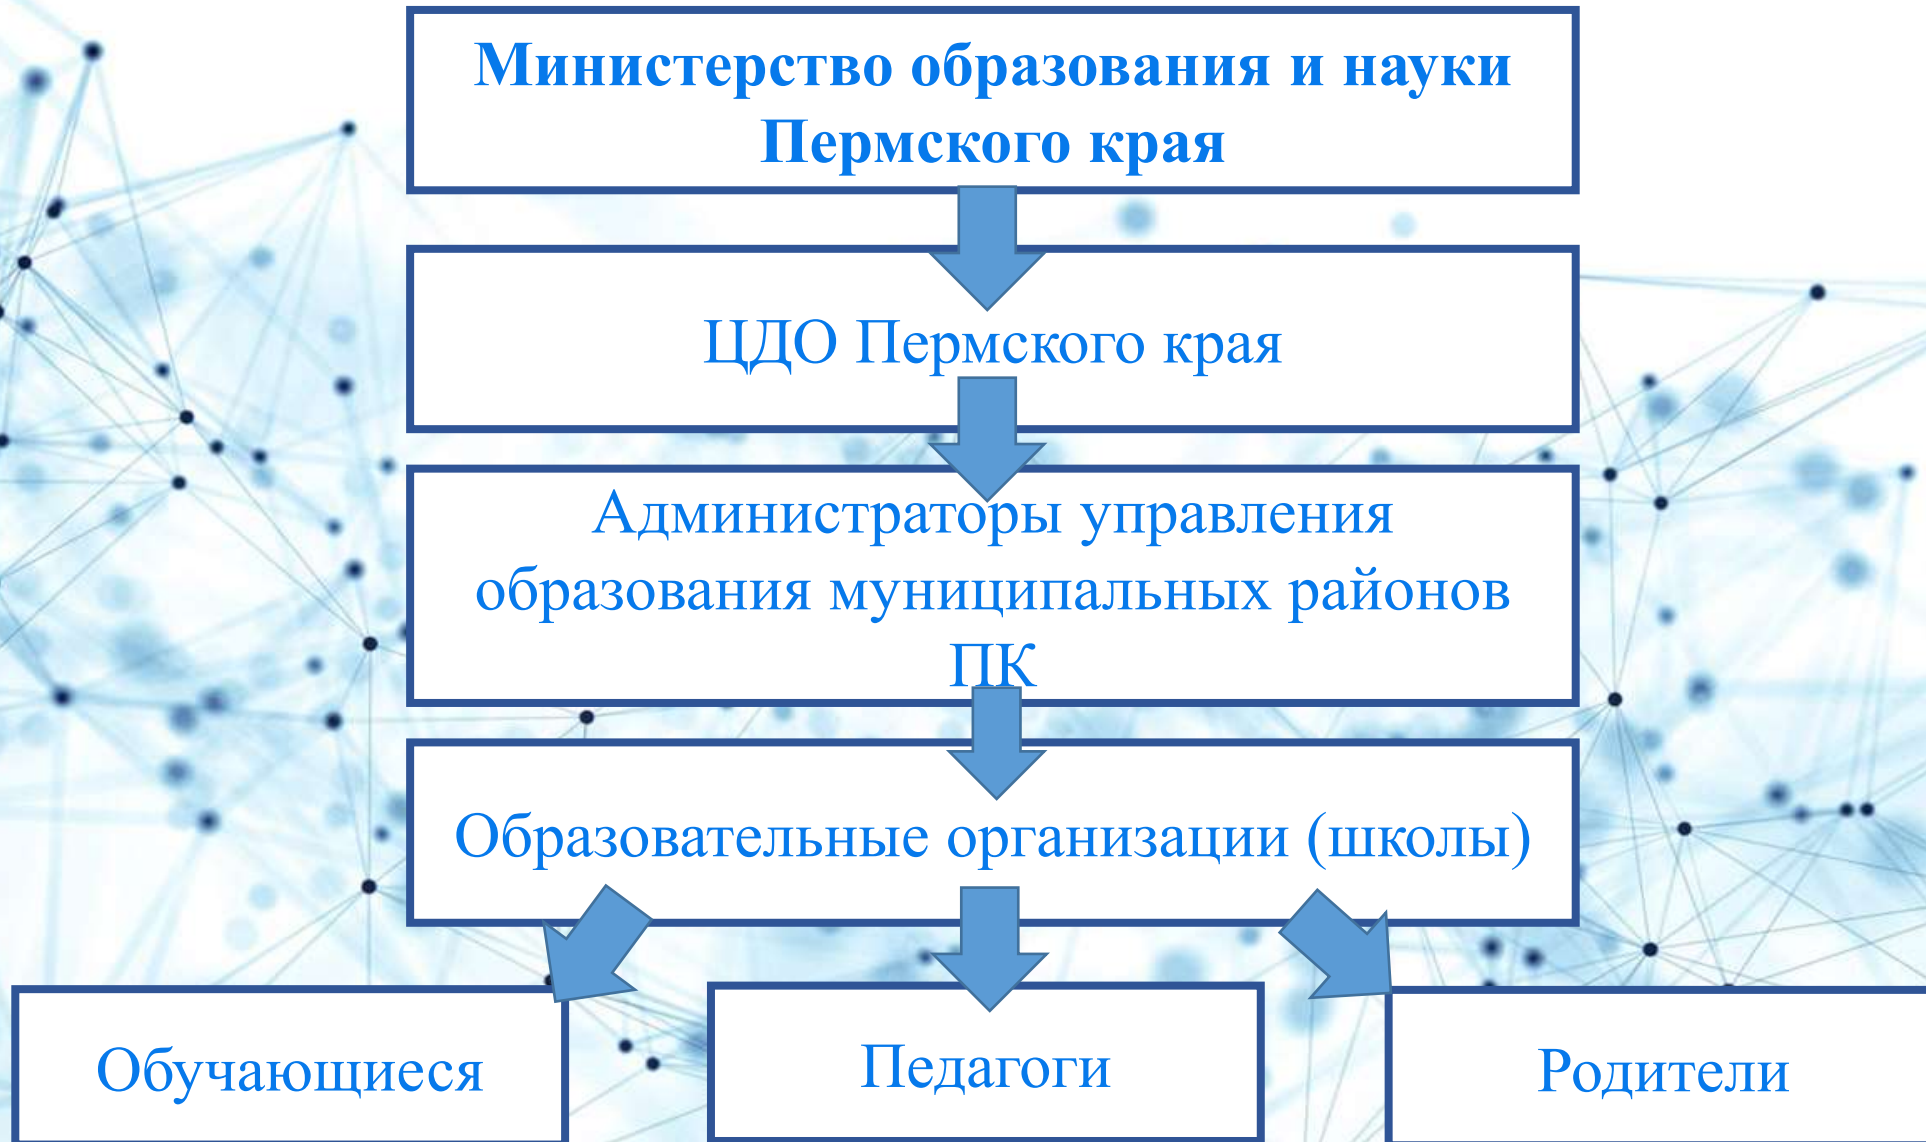 Министерство образования и науки
Пермского края
ЦДО Пермского края
Администраторы управления
образования муниципальных районов
ПК
Образовательные организации (школы)
Обучающиеся
Педагоги
Родители